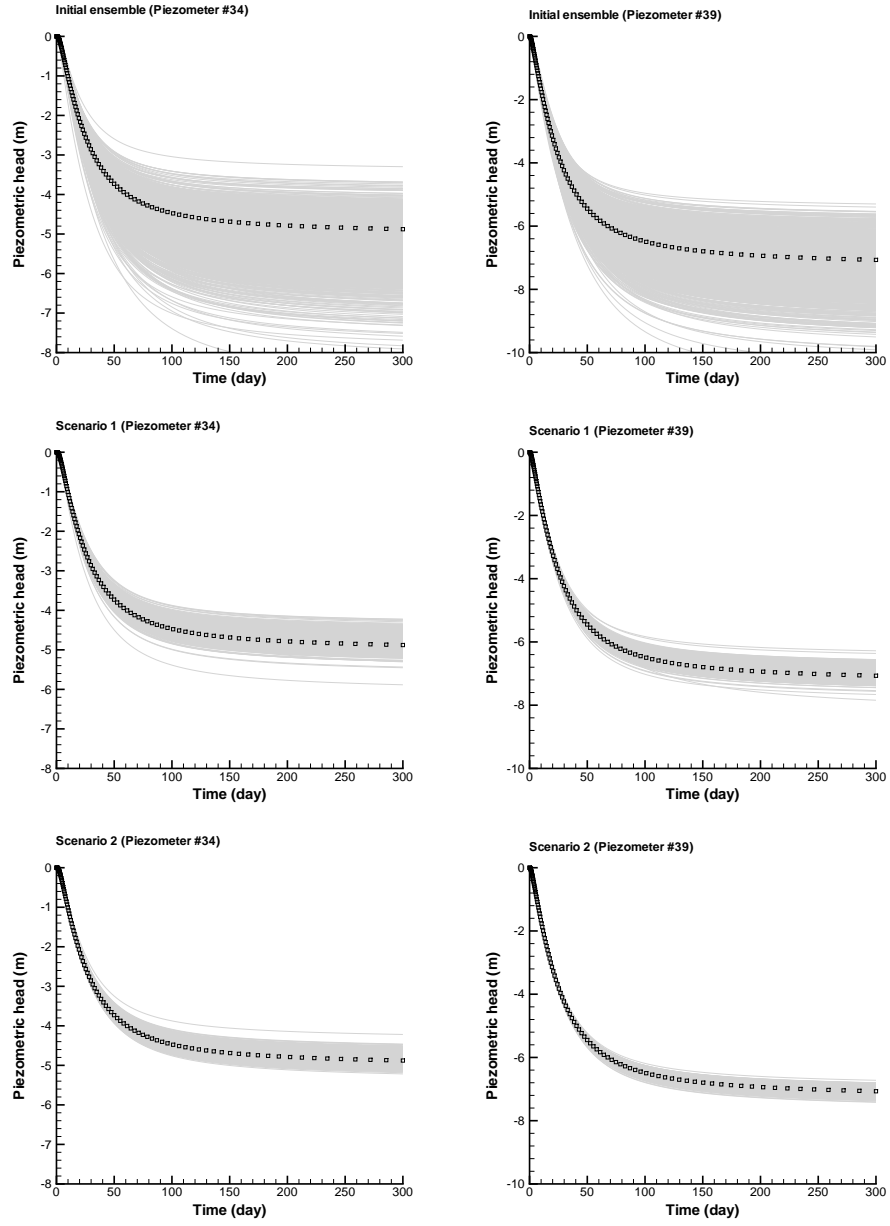 Initial ensemble (Piezometer #34)
0
-1
-2
-3
-4
-5
-6
-7
-8
Piezometric head (m)
0 50 100 150 200 250 300
Time (day)
Initial ensemble (Piezometer #39)
0
-2
-4
-6
-8
-10
Piezometric head (m)
0 50 100 150 200 250 300
Time (day)
Scenario 1 (Piezometer #34)
0
-1
-2
-3
-4
-5
-6
-7
-8
Piezometric head (m)
0 50 100 150 200 250 300
Time (day)
Scenario 1 (Piezometer #39)
0
-2
-4
-6
-8
-10
Piezometric head (m)
0 50 100 150 200 250 300
Time (day)
Scenario 2 (Piezometer #34)
0
-1
-2
-3
-4
-5
-6
-7
-8
Piezometric head (m)
0 50 100 150 200 250 300
Time (day)
Scenario 2 (Piezometer #39)
0
-2
-4
-6
-8
-10
Piezometric head (m)
0 50 100 150 200 250 300
Time (day)